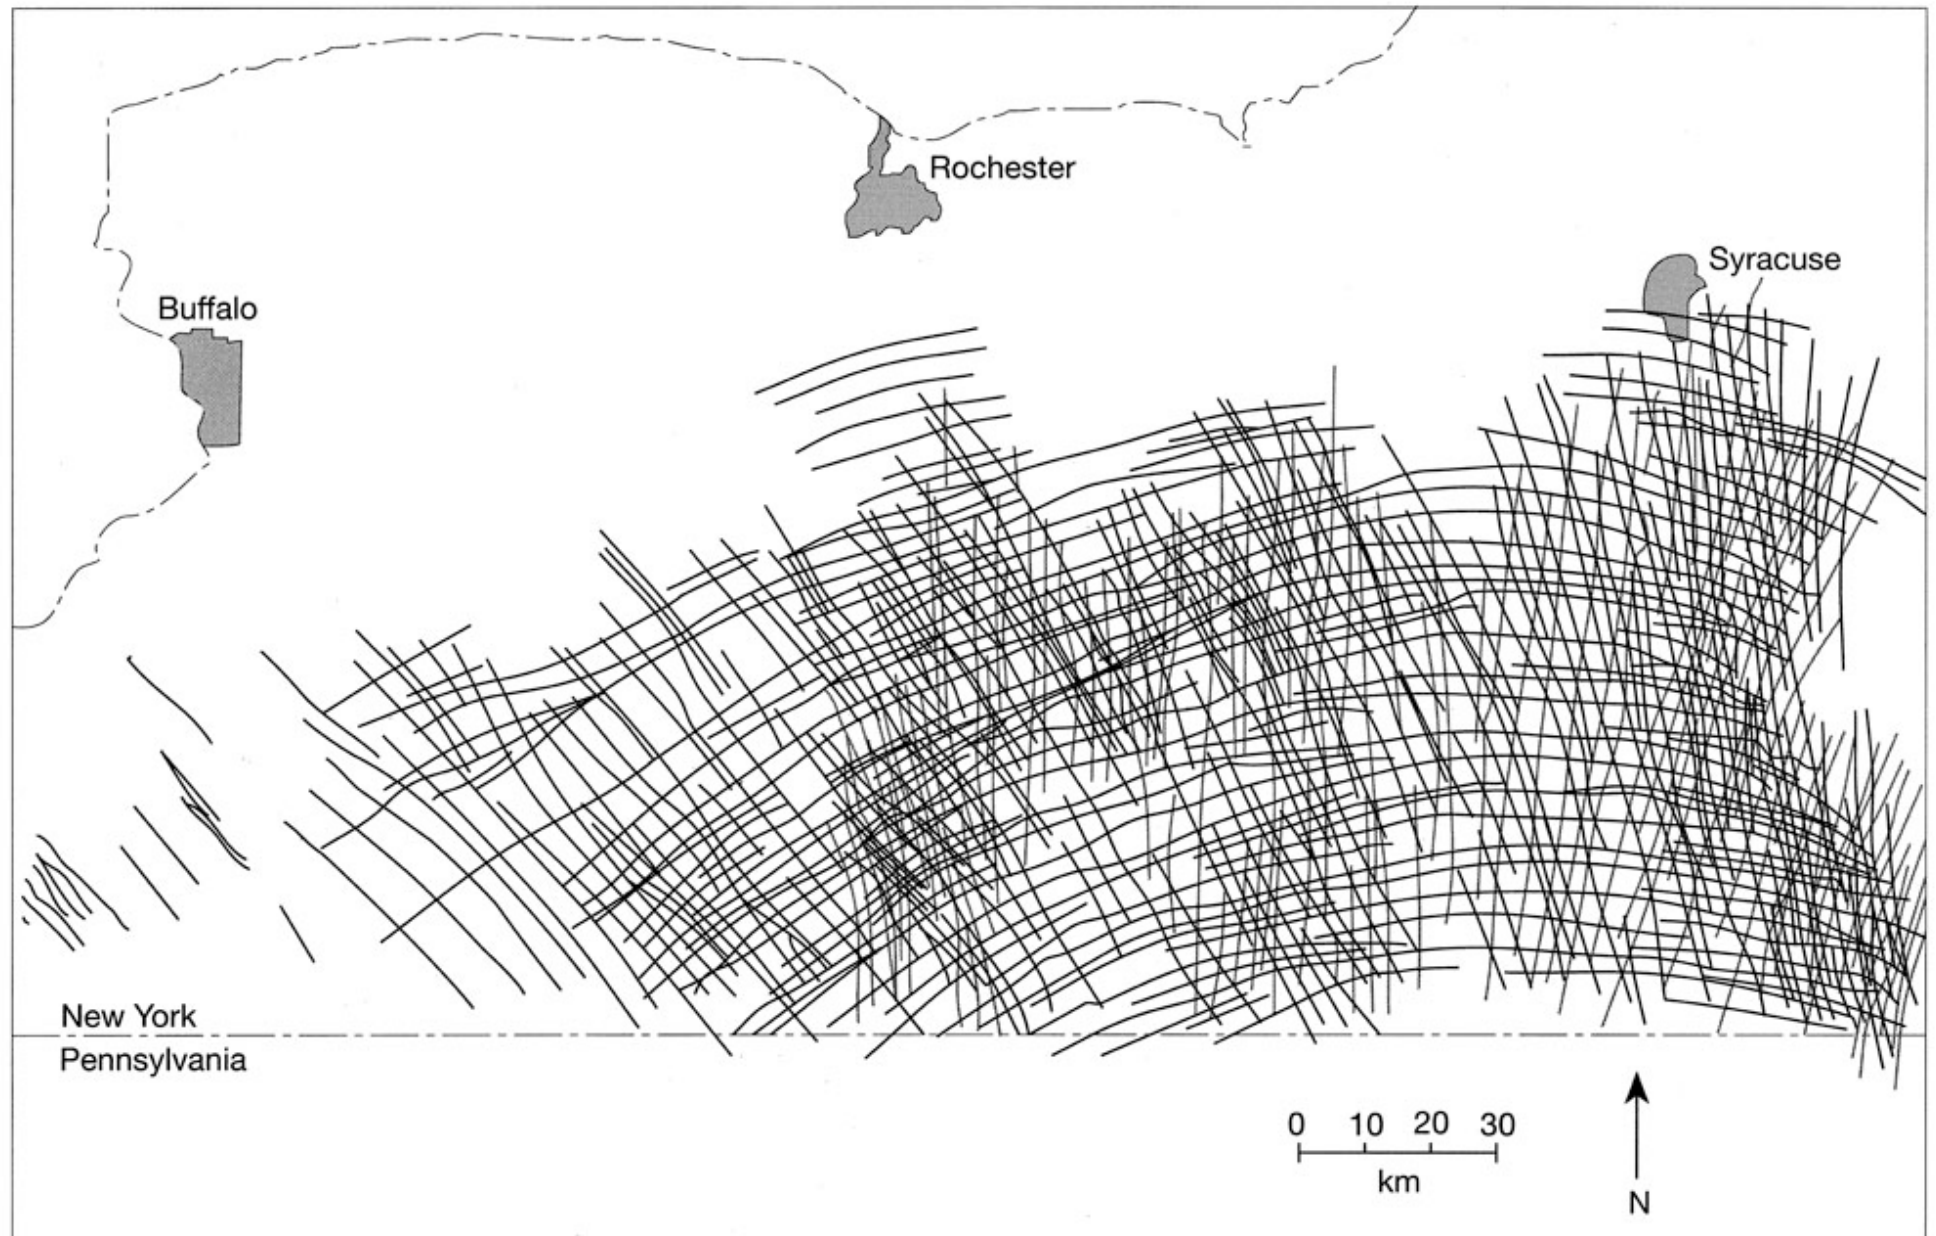 Rochester
Syracuse
Buffalo
New York
Pennsylvania
0 10 20 30
km
N